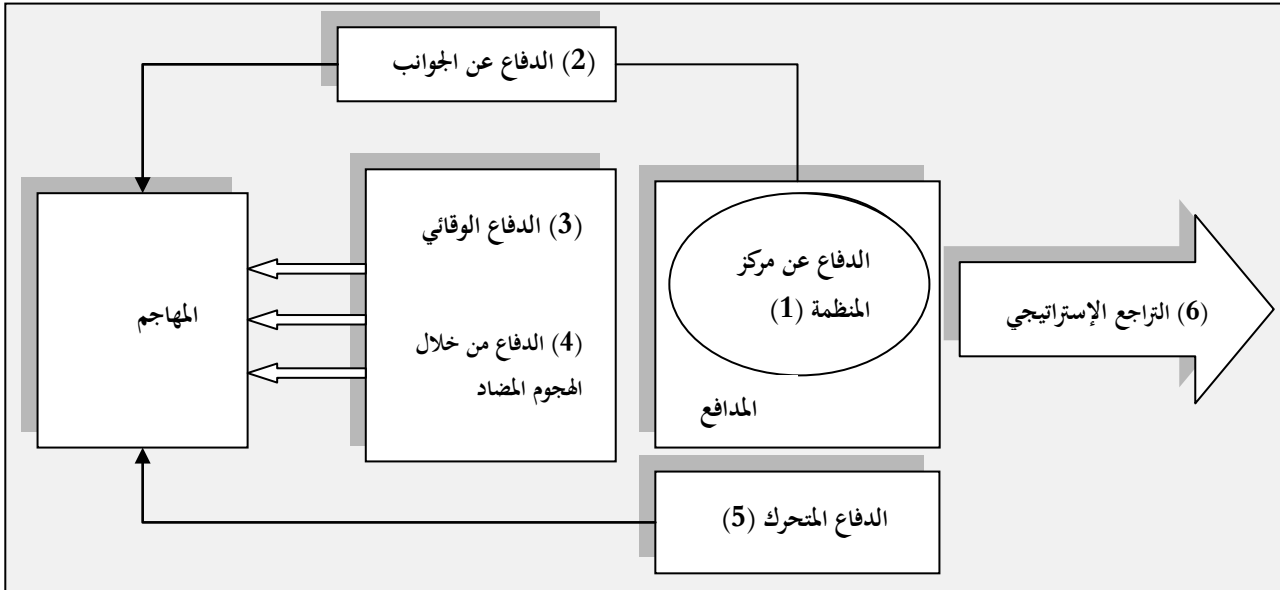 (2) الدفاع عن الجوانب
(3) الدفاع الوقائي
الدفاع عن مركز
المنظمة (1)
(6) التراجع الإستراتيجي
المهاجم
(4) الدفاع من خلال
الهجوم المضاد
المدافع
الدفاع المتحرك (5)